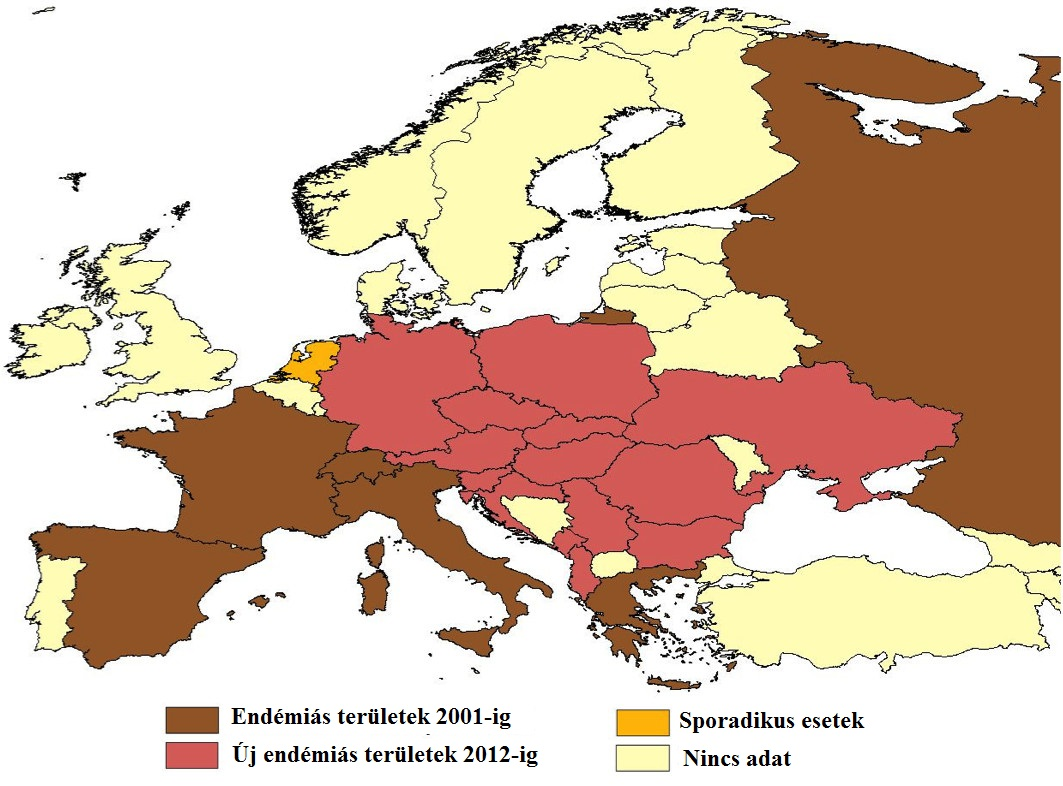 Endémiás területek 2001-ig
Új endémiás területek 2012-ig
Sporadikus esetek
Nincs adat